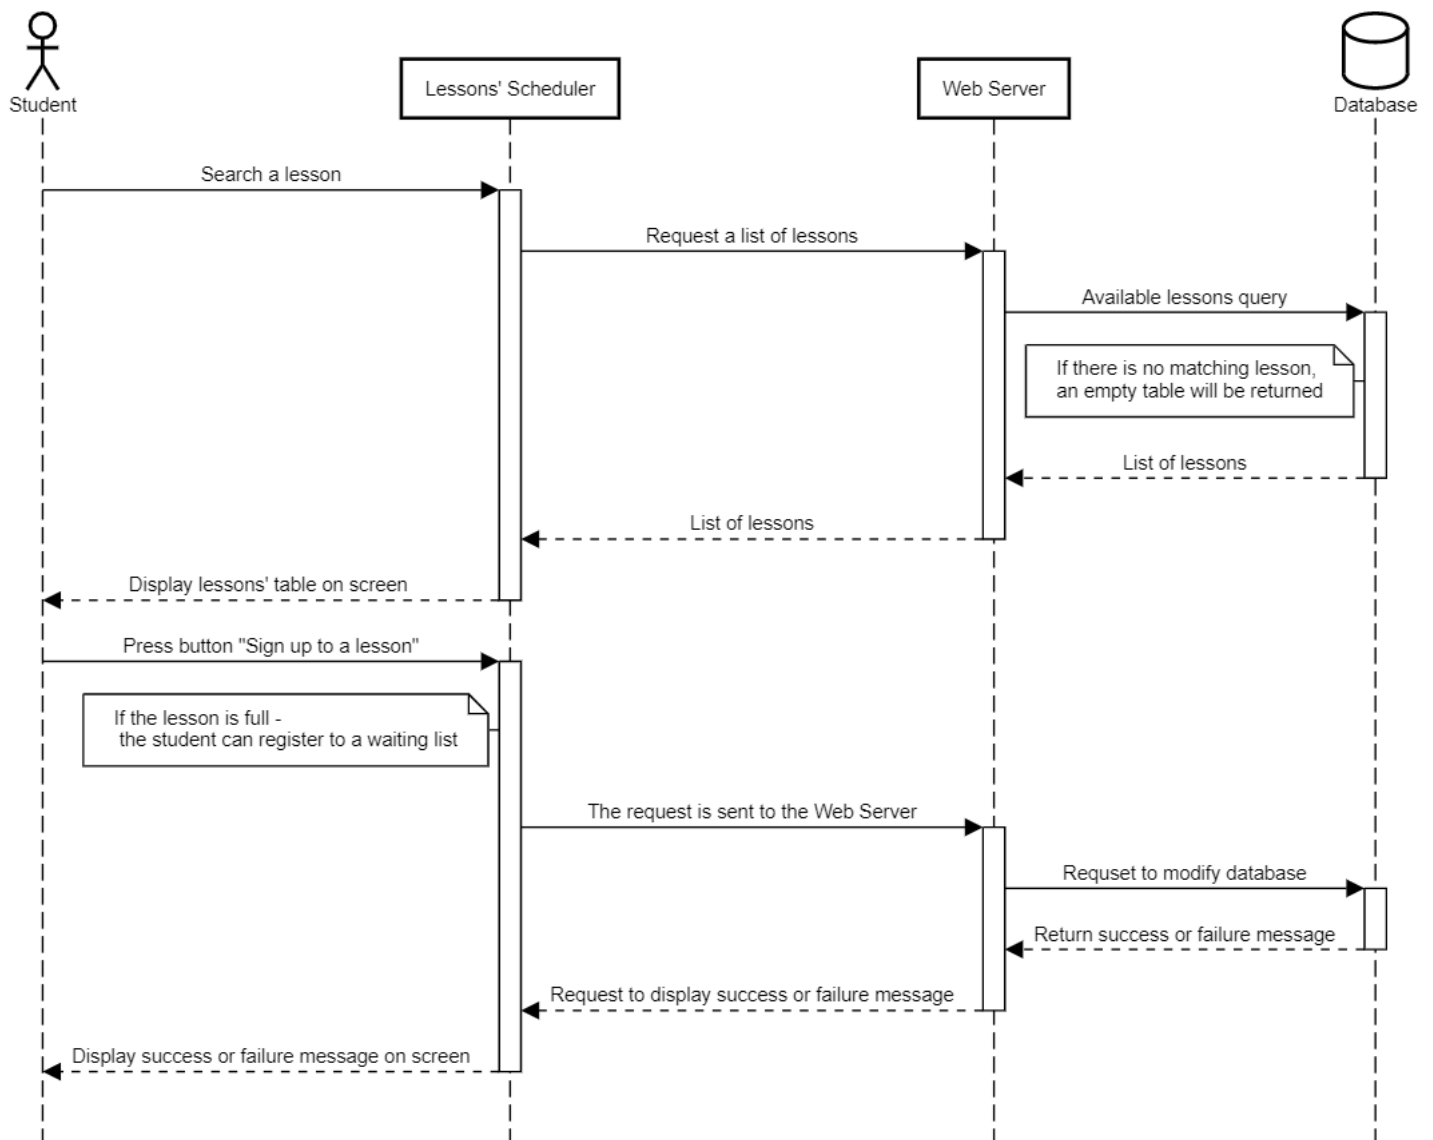 Student
Lessons' Scheduler
Web Server
Database
Search a lesson
Request a list of lessons
Available lessons query
If there is no matching lesson,
an empty table will be returned
List of lessons
List of lessons
Display lessons' table on screen
Press button "Sign up to a lesson"
If the lesson is full -
the student can register to a waiting list
The request is sent to the Web Server
Requset to modify database
Return success or failure message
Request to display success or failure message
Display success or failure message on screen